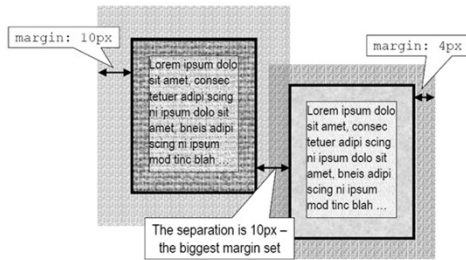 margin: 10px
margin: 4px
Lorem ipsum dolo
sit amet, consec
tetuer adipi scing
ni ipsum dolo sit
amet, bneis adipi
scing ni ipsum
mod tinc blah ...
Lorem ipsum dolo
sit amet, consec
tetuer adipi scing
ni ipsum dolo sit
amet, bneis adipi
scing ni ipsum
mod tinc blah ...
The separation is 10px –
the biggest margin set